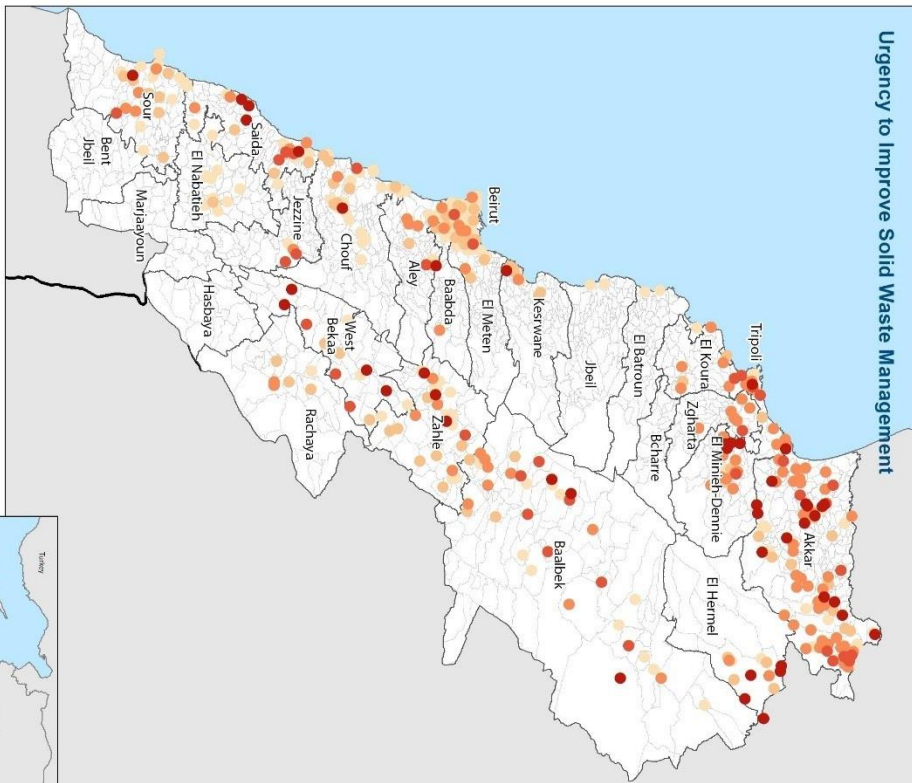 Urgency to Improve Solid Waste Management
Akkar
Tripoli
El Minieh-Dennie
El Hermel
El Koura
Zgharta
Bcharre
El Batroun
Jbeil
Baalbek
Kesrwane
El Meten
Beirut
Baabda
Aley
Zahle
Chouf
West
Bekaa
Rachaya
Jezzine
Saida
Hasbaya
El Nabatieh
Marjaayoun
Sour
Bent
Jbeil
Turkey